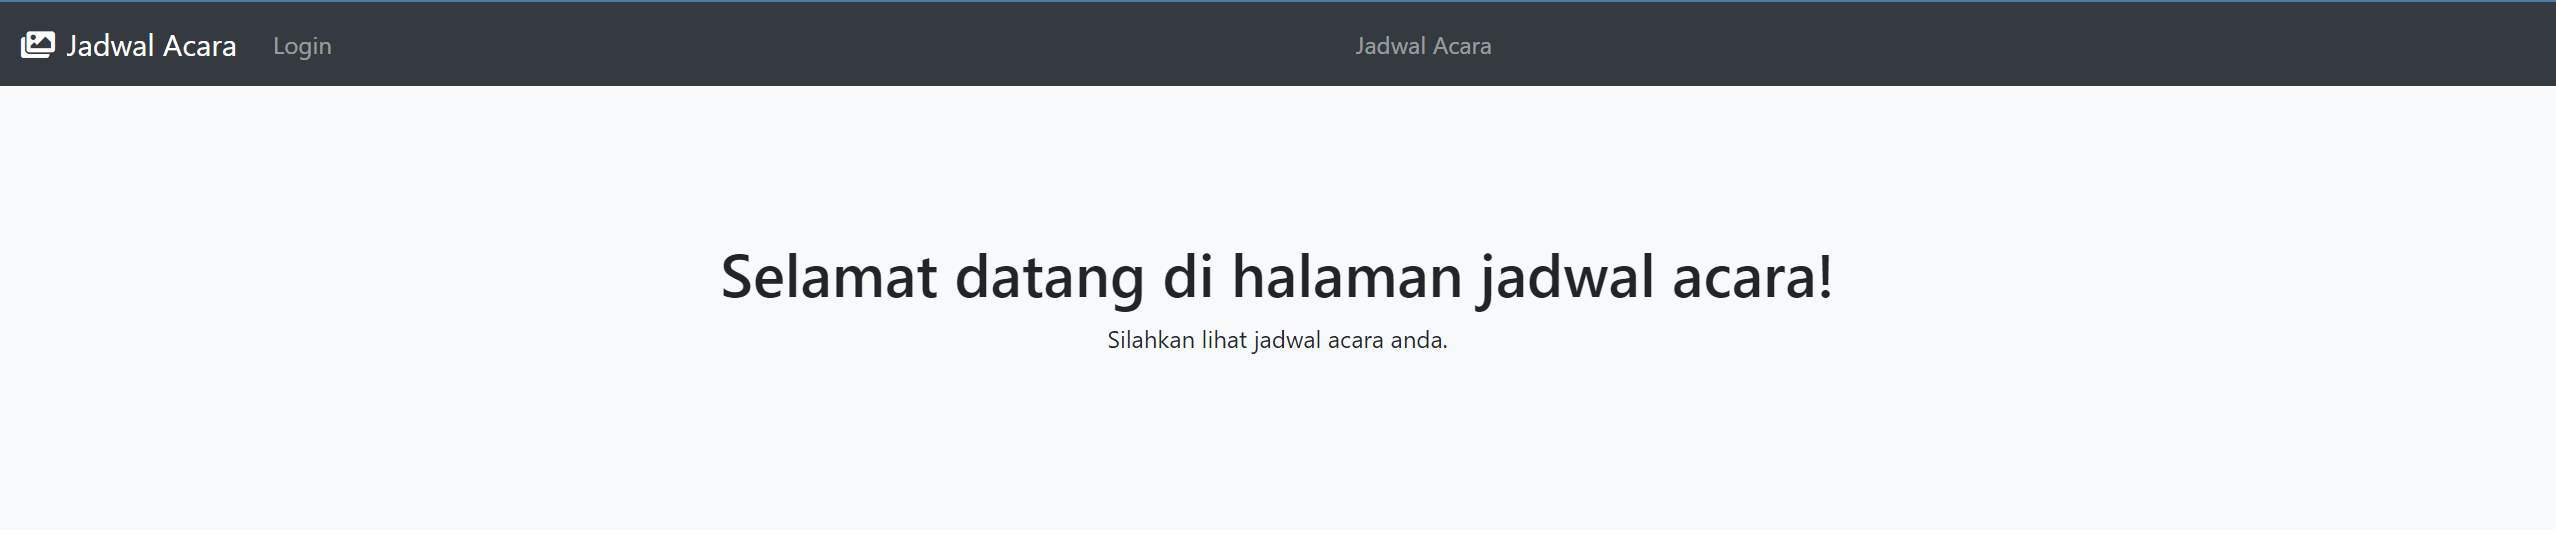 Jadwal Acara Login Jadwal Acara
Selamat datang di halaman jadwal acara!
Silahkan lihat jadwal acara anda.